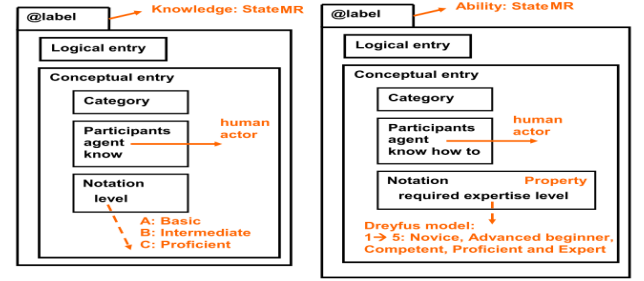 @label
Knowledge: StateMR
Logical entry
Conceptual entry
Category
Participants
agent
know
human
actor
Notation
level
A: Basic
B: Intermediate
C: Proficient
@label
Ability: StateMR
Logical entry
Conceptual entry
Category
Participants
agent
know how to
human
actor
Notation Property
required expertise level
Dreyfus model:
1→ 5: Novice, Advanced beginner,
Competent, Proficient and Expert